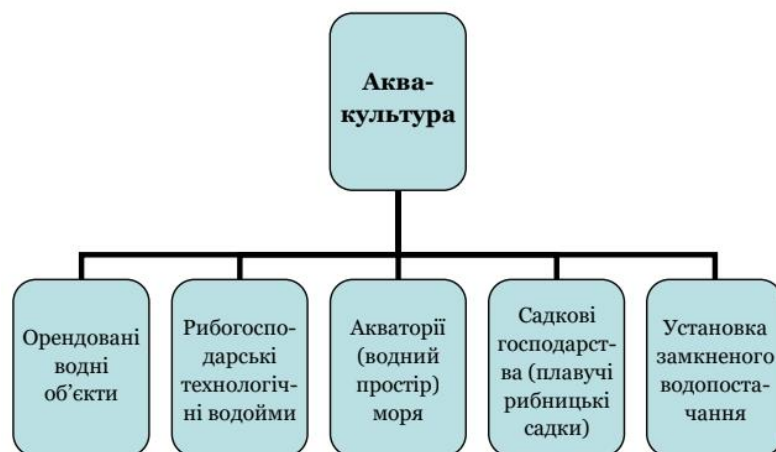 Аква-
культура
Орендовані
водні
об’єкти
Рибогоспо-
дарські
технологіч-
ні водойми
Акваторії
(водний
простір)
моря
Садкові
господарст-
ва (плавучі
рибницькі
садки)
Установка
замкненого
водопоста-
чання